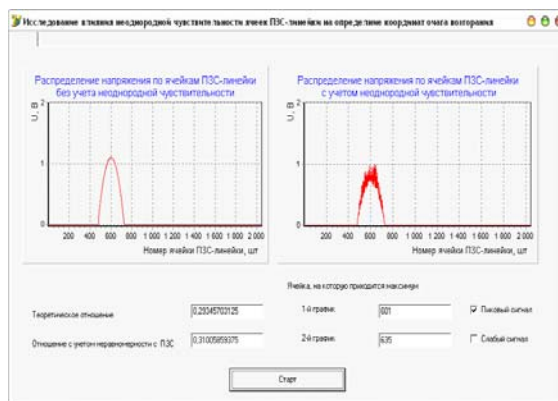 Исследование влияния неоднородной чувствительности ячеек ПЗС-линейки на определние координат очага возгорания
Распределение напряжения по ячейкам ПЗС-линейки
без учета неоднородной чувствительности
U, В
2
1
0
200 400 600 800 1 000 1 200 1 400 1 600 1 800 2 000
Номер ячейки ПЗС-линейки, шт
Распределение напряжения по ячейкам ПЗС-линейки
с учетом неоднородной чувствительности
U, В
2
1
0
200 400 600 800 1 000 1 200 1 400 1 600 1 800 2 000
Номер ячейки ПЗС-линейки, шт
Ячейка, на которую приходится максимум
Теоретическое отношение
0,29345703125
1-й график:
601
Пиковый сигнал
Отношение с учетом неравномерности с ПЗС
0,31005859375
2-й график:
635
Слабый сигнал
Старт